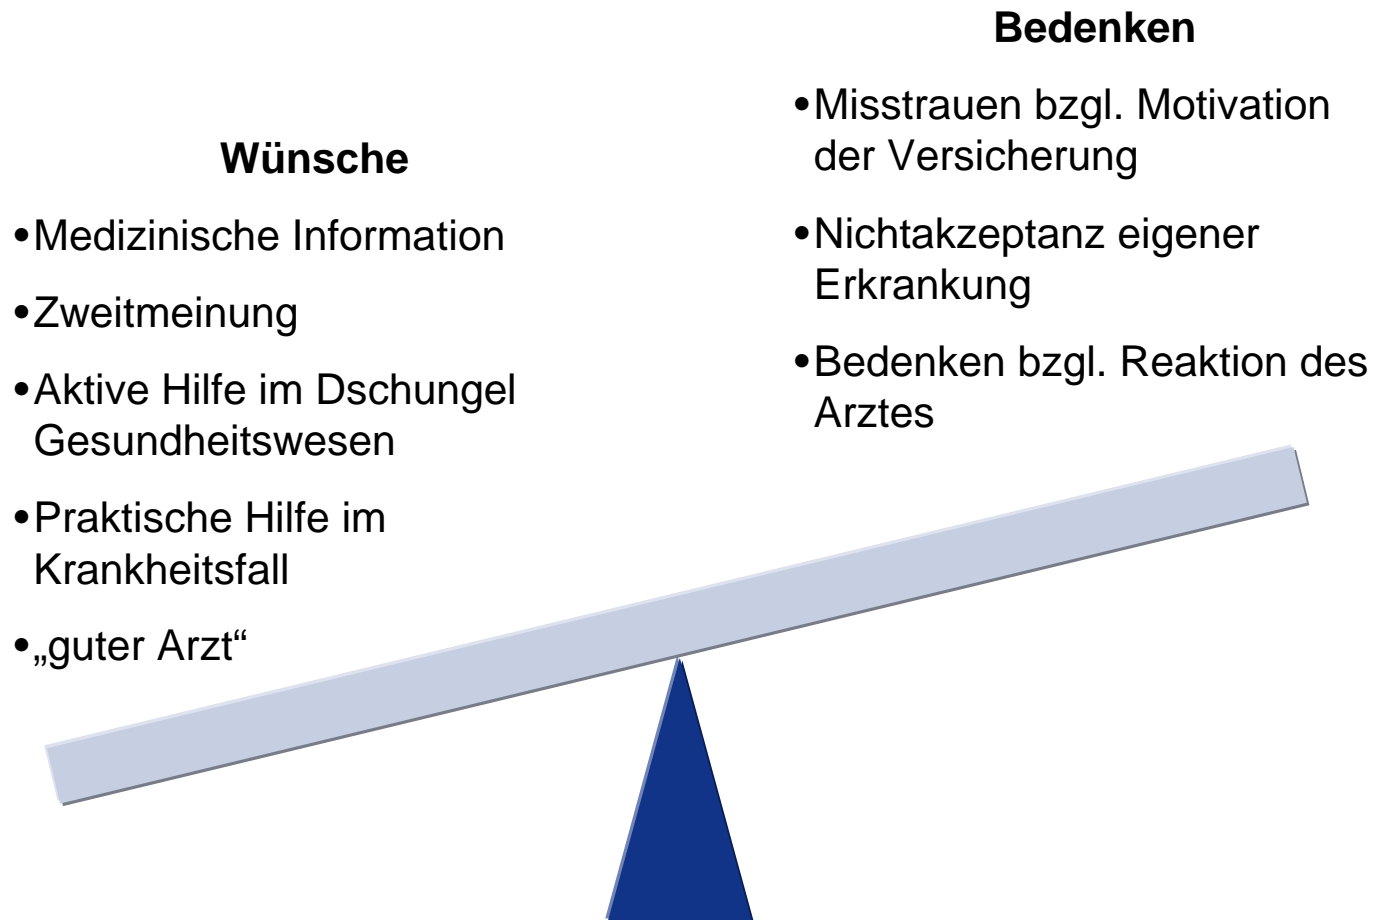 Wünsche
•Medizinische Information
•Zweitmeinung
•Aktive Hilfe im Dschungel
Gesundheitswesen
•Praktische Hilfe im
Krankheitsfall
•„guter Arzt“
Bedenken
•Misstrauen bzgl. Motivation
der Versicherung
•Nichtakzeptanz eigener
Erkrankung
•Bedenken bzgl. Reaktion des
Arztes